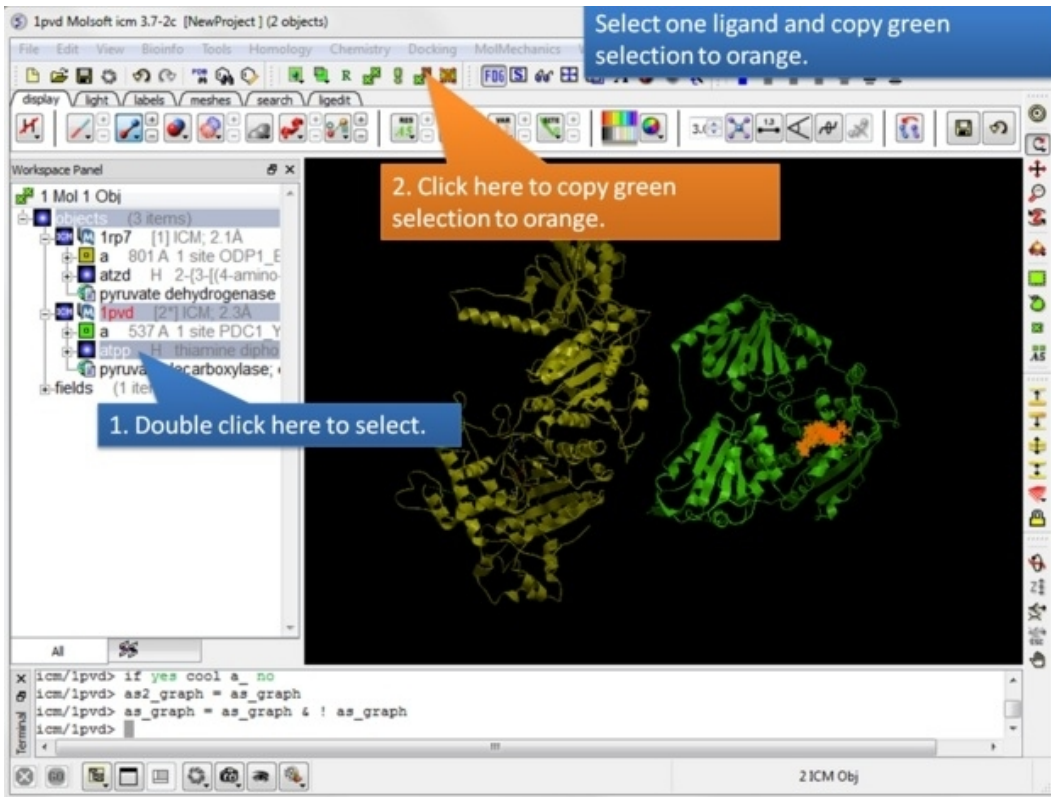 1pvd Molsoft icm 3.7-2c [NewProject ] (2 objects)
Select one ligand and copy green
selection to orange.
File Edit View Bioinfo Tools Homology Chemistry Docking MolMechanics
R FOG S
display light labels meshes search ligedit
Workspace Panel
2. Click here to copy green
selection to orange.
1 Mol 1 Obj
objects (3 items)
1rp7 [1] ICM; 2.1Å
a 801 A 1 site ODP1_E
atzd H 2-{3-[(4-amino-
pyruvate dehydrogenase
1pvd [2*] ICM; 2.3Å
a 537 A 1 site PDC1_Y
atpp H thiamine dipho
fields
1. Double click here to select.
All
icm/1pvd> if yes cool a_ no
icm/1pvd> as2_graph = as_graph
icm/1pvd> as_graph = as_graph & ! as_graph
icm/1pvd>
Terminal
2 ICM Obj